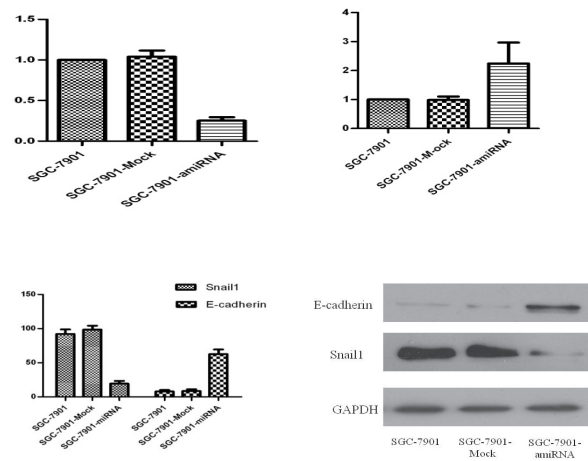 1.5
1.0
0.5
0.0
SGC-7901
SGC-7901-Mock
SGC-7901-amiRNA
4
3
2
1
0
SGC-7901
SGC-7901-Mock
SGC-7901-amiRNA
Snail1
E-cadherin
150
100
50
0
SGC-7901
SGC-7901-Mock
SGC-7901-miRNA
SGC-7901
SGC-7901-Mock
SGC-7901-miRNA
E-cadherin
Snail1
GAPDH
SGC-7901
SGC-7901-
Mock
SGC-7901-
amiRNA